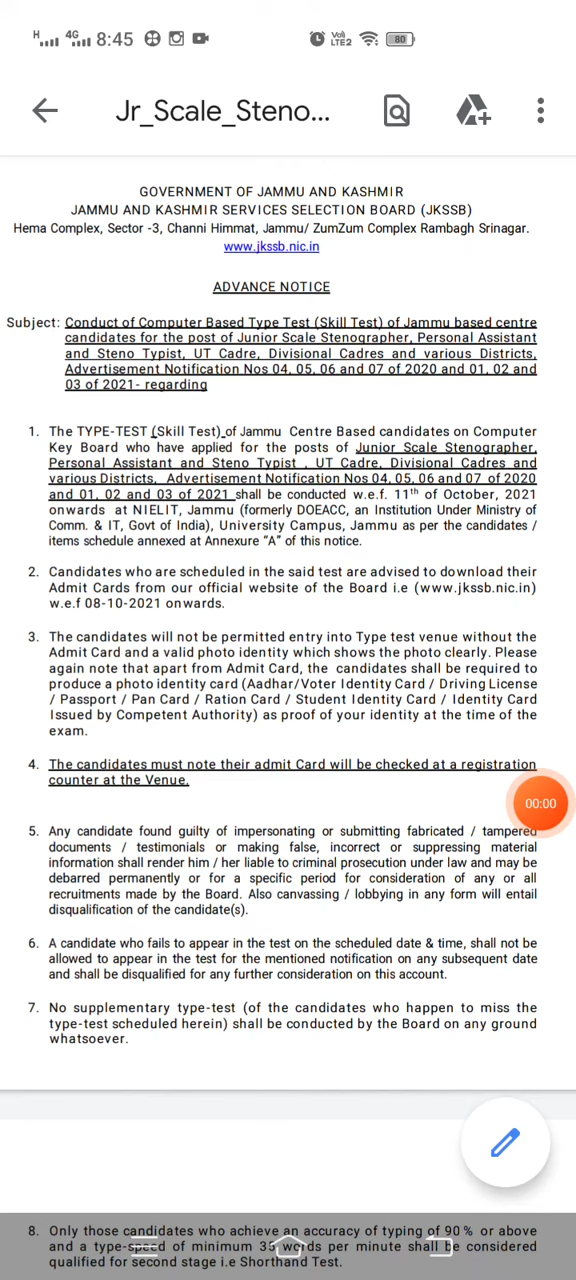 H 4G 8:45 Vo) LTE2 80
Jr_Scale_Steno...
GOVERNMENT OF JAMMU AND KASHMIR
JAMMU AND KASHMIR SERVICES SELECTION BOARD (JKSSB)
Hema Complex, Sector -3, Channi Himmat, Jammu/ ZumZum Complex Rambagh Srinagar.
www.jkssb.nic.in
ADVANCE NOTICE
Subject: Conduct of Computer Based Type Test (Skill Test) of Jammu based centre
candidates for the post of Junior Scale Stenographer, Personal Assistant
and Steno Typist, UT Cadre, Divisional Cadres and various Districts,
Advertisement Notification Nos 04, 05, 06 and 07 of 2020 and 01, 02 and
03 of 2021- regarding
1. The TYPE-TEST (Skill Test) of Jammu Centre Based candidates on Computer
Key Board who have applied for the posts of Junior Scale Stenographer,
Personal Assistant and Steno Typist , UT Cadre, Divisional Cadres and
various Districts, Advertisement Notification Nos 04, 05, 06 and 07 of 2020
and 01, 02 and 03 of 2021 shall be conducted w.e.f. 11th of October, 2021
onwards at NIELIT, Jammu (formerly DOEACC, an Institution Under Ministry of
Comm. & IT, Govt of India), University Campus, Jammu as per the candidates /
items schedule annexed at Annexure “A” of this notice.
2. Candidates who are scheduled in the said test are advised to download their
Admit Cards from our official website of the Board i.e (www.jkssb.nic.in)
w.e.f 08-10-2021 onwards.
3. The candidates will not be permitted entry into Type test venue without the
Admit Card and a valid photo identity which shows the photo clearly. Please
again note that apart from Admit Card, the candidates shall be required to
produce a photo identity card (Aadhar/Voter Identity Card / Driving License
/ Passport / Pan Card / Ration Card / Student Identity Card / Identity Card
Issued by Competent Authority) as proof of your identity at the time of the
exam.
4. The candidates must note their admit Card will be checked at a registration
counter at the Venue.
00:00
5. Any candidate found guilty of impersonating or submitting fabricated / tampered
documents / testimonials or making false, incorrect or suppressing material
information shall render him / her liable to criminal prosecution under law and may be
debarred permanently or for a specific period for consideration of any or all
recruitments made by the Board. Also canvassing / lobbying in any form will entail
disqualification of the candidate(s).
6. A candidate who fails to appear in the test on the scheduled date & time, shall not be
allowed to appear in the test for the mentioned notification on any subsequent date
and shall be disqualified for any further consideration on this account.
7. No supplementary type-test (of the candidates who happen to miss the
type-test scheduled herein) shall be conducted by the Board on any ground
whatsoever.
8. Only those candidates who achieve an accuracy of typing of 90 % or above
and a type-speed of minimum 35 words per minute shall be considered
qualified for second stage i.e Shorthand Test.